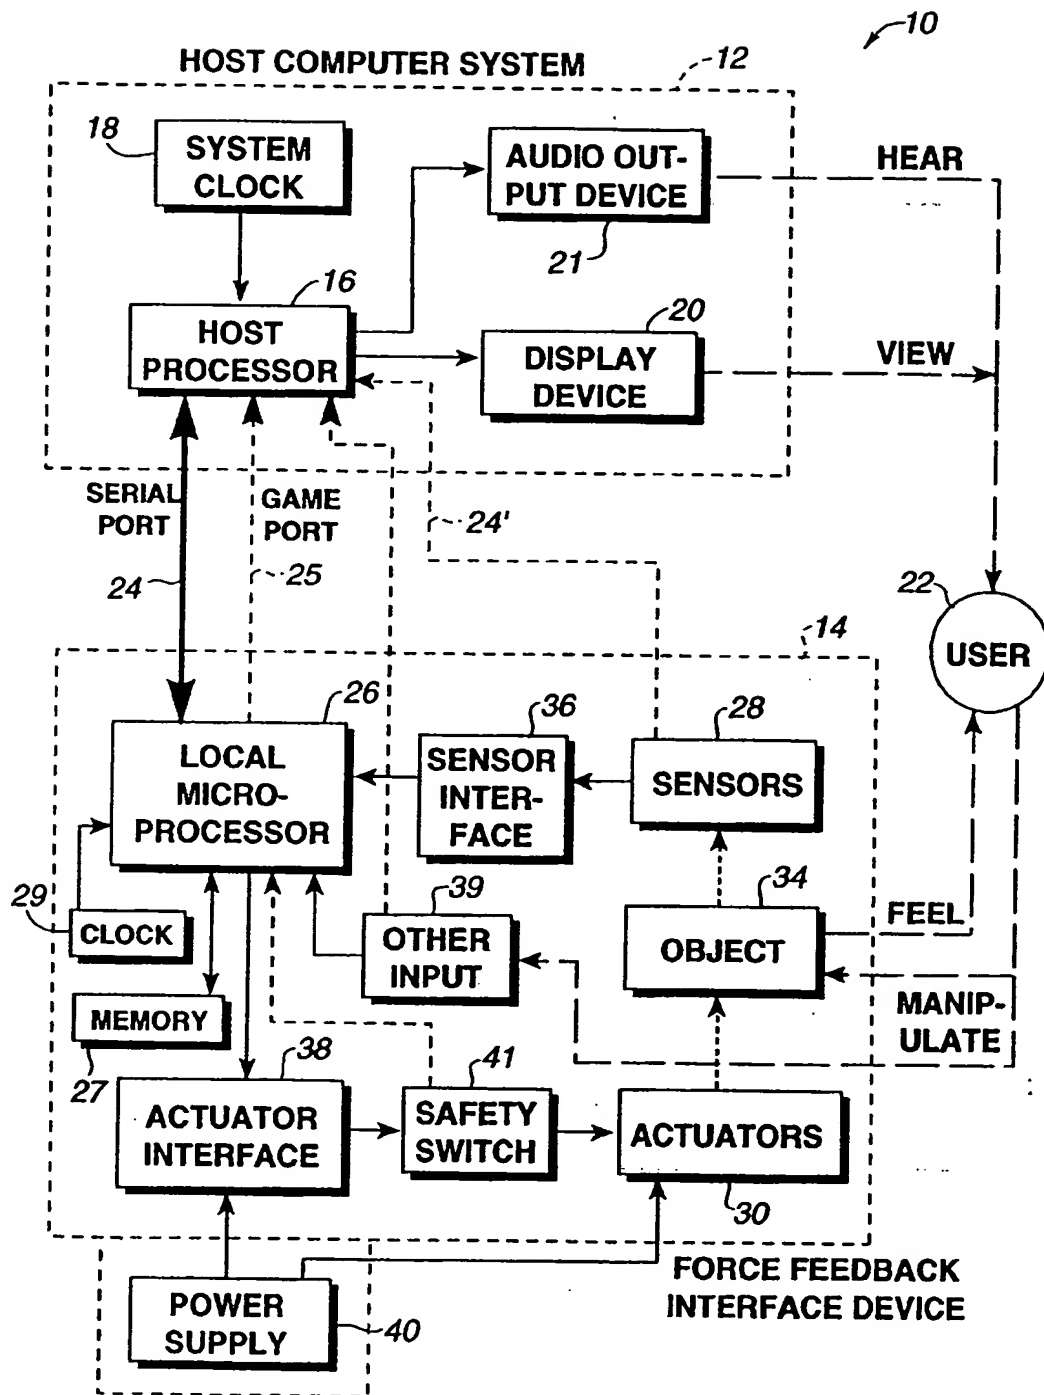 10
HOST COMPUTER SYSTEM
12
18
SYSTEM
CLOCK
AUDIO OUT-
PUT DEVICE
21
HEAR
16
HOST
PROCESSOR
20
DISPLAY
DEVICE
VIEW
SERIAL
PORT
GAME
PORT
24
25
24'
22
USER
14
26
LOCAL
MICRO-
PROCESSOR
36
SENSOR
INTER-
FACE
28
SENSORS
29
CLOCK
39
OTHER
INPUT
34
OBJECT
FEEL
MANIP-
ULATE
MEMORY
27
38
ACTUATOR
INTERFACE
41
SAFETY
SWITCH
ACTUATORS
30
FORCE FEEDBACK
INTERFACE DEVICE
POWER
SUPPLY
40